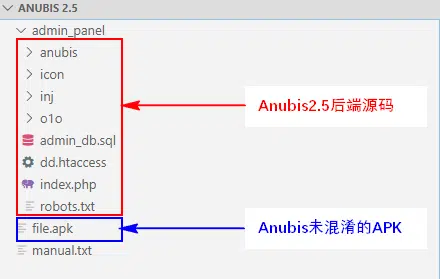 ANUBIS 2.5
admin_panel
anubis
icon
inj
o1o
admin_db.sql
dd.htaccess
index.php
robots.txt
file.apk
manual.txt
Anubis2.5后端源码
Anubis未混淆的APK